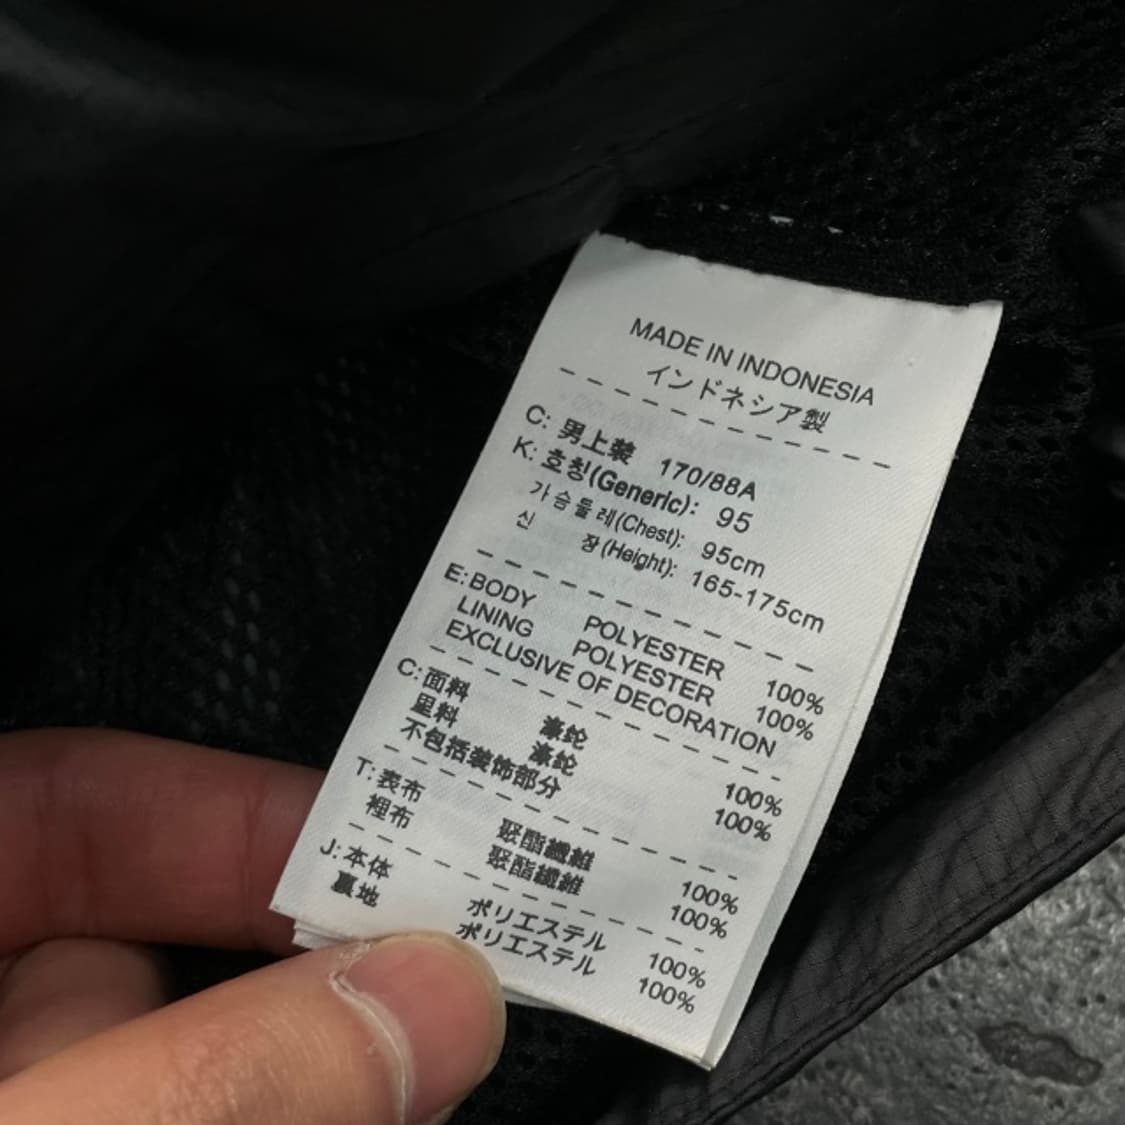 MADE IN INDONESIA
インドネシア製
C: 男上装 170/88A
K: 호칭(Generic): 95
가슴둘레(Chest): 95cm
신 장(Height): 165-175cm
E: BODY POLYESTER 100%
LINING POLYESTER 100%
EXCLUSIVE OF DECORATION
C: 面料 涤纶 100%
里料 涤纶 100%
不包括装饰部分
T: 表布 聚酯纖維 100%
裡布 聚酯纖維 100%
J: 本体 ポリエステル 100%
裏地 ポリエステル 100%